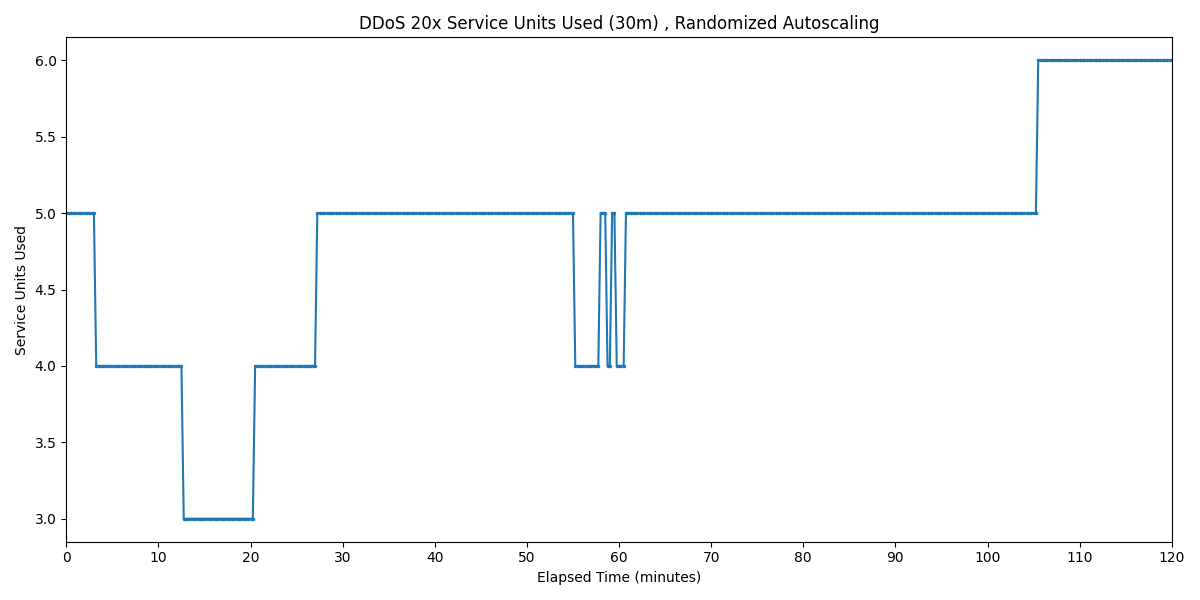 DDoS 20x Service Units Used (30m) , Randomized Autoscaling
Service Units Used
6.0
5.5
5.0
4.5
4.0
3.5
3.0
0 10 20 30 40 50 60 70 80 90 100 110 120
Elapsed Time (minutes)